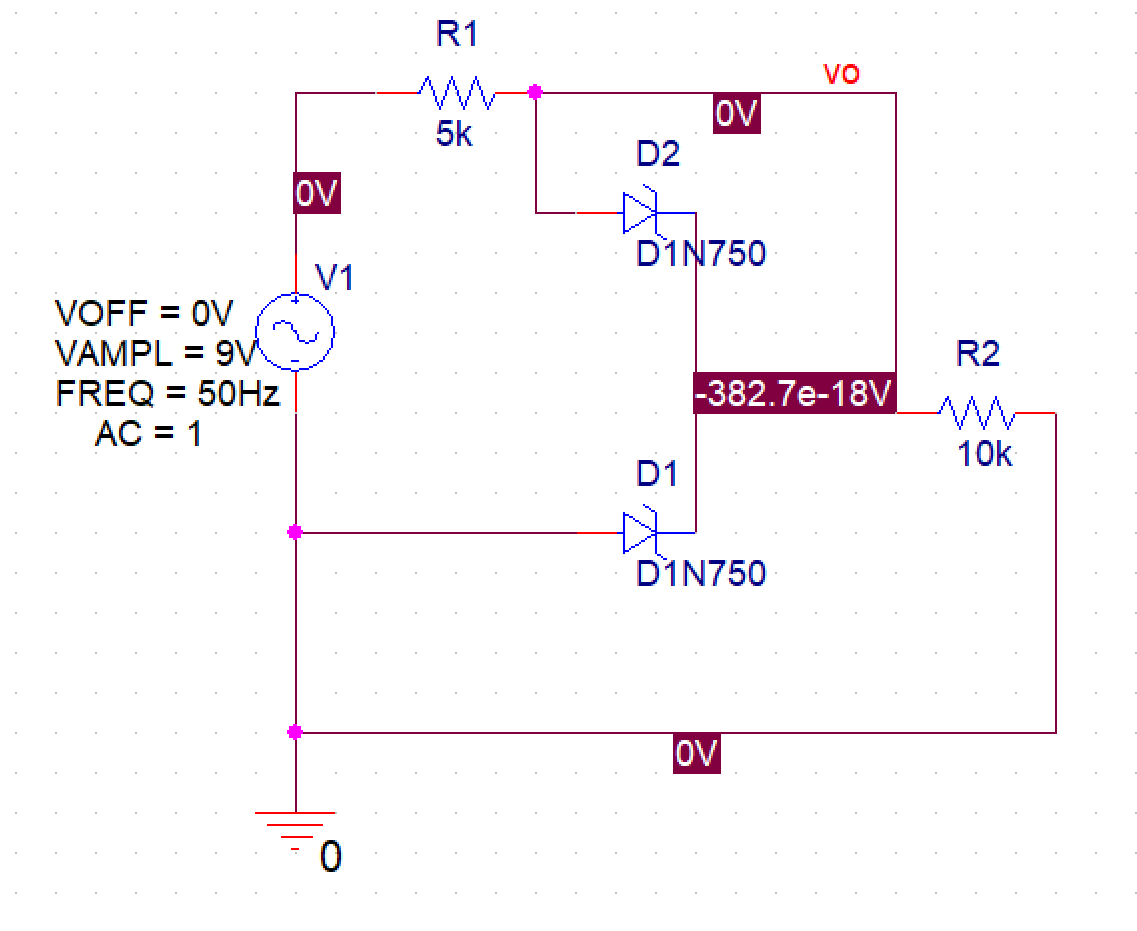 R1
vo
5k
0V
D2
0V
D1N750
V1
VOFF = 0V
VAMPL = 9V
FREQ = 50Hz
AC = 1
R2
-382.7e-18V
10k
D1
D1N750
0V
0